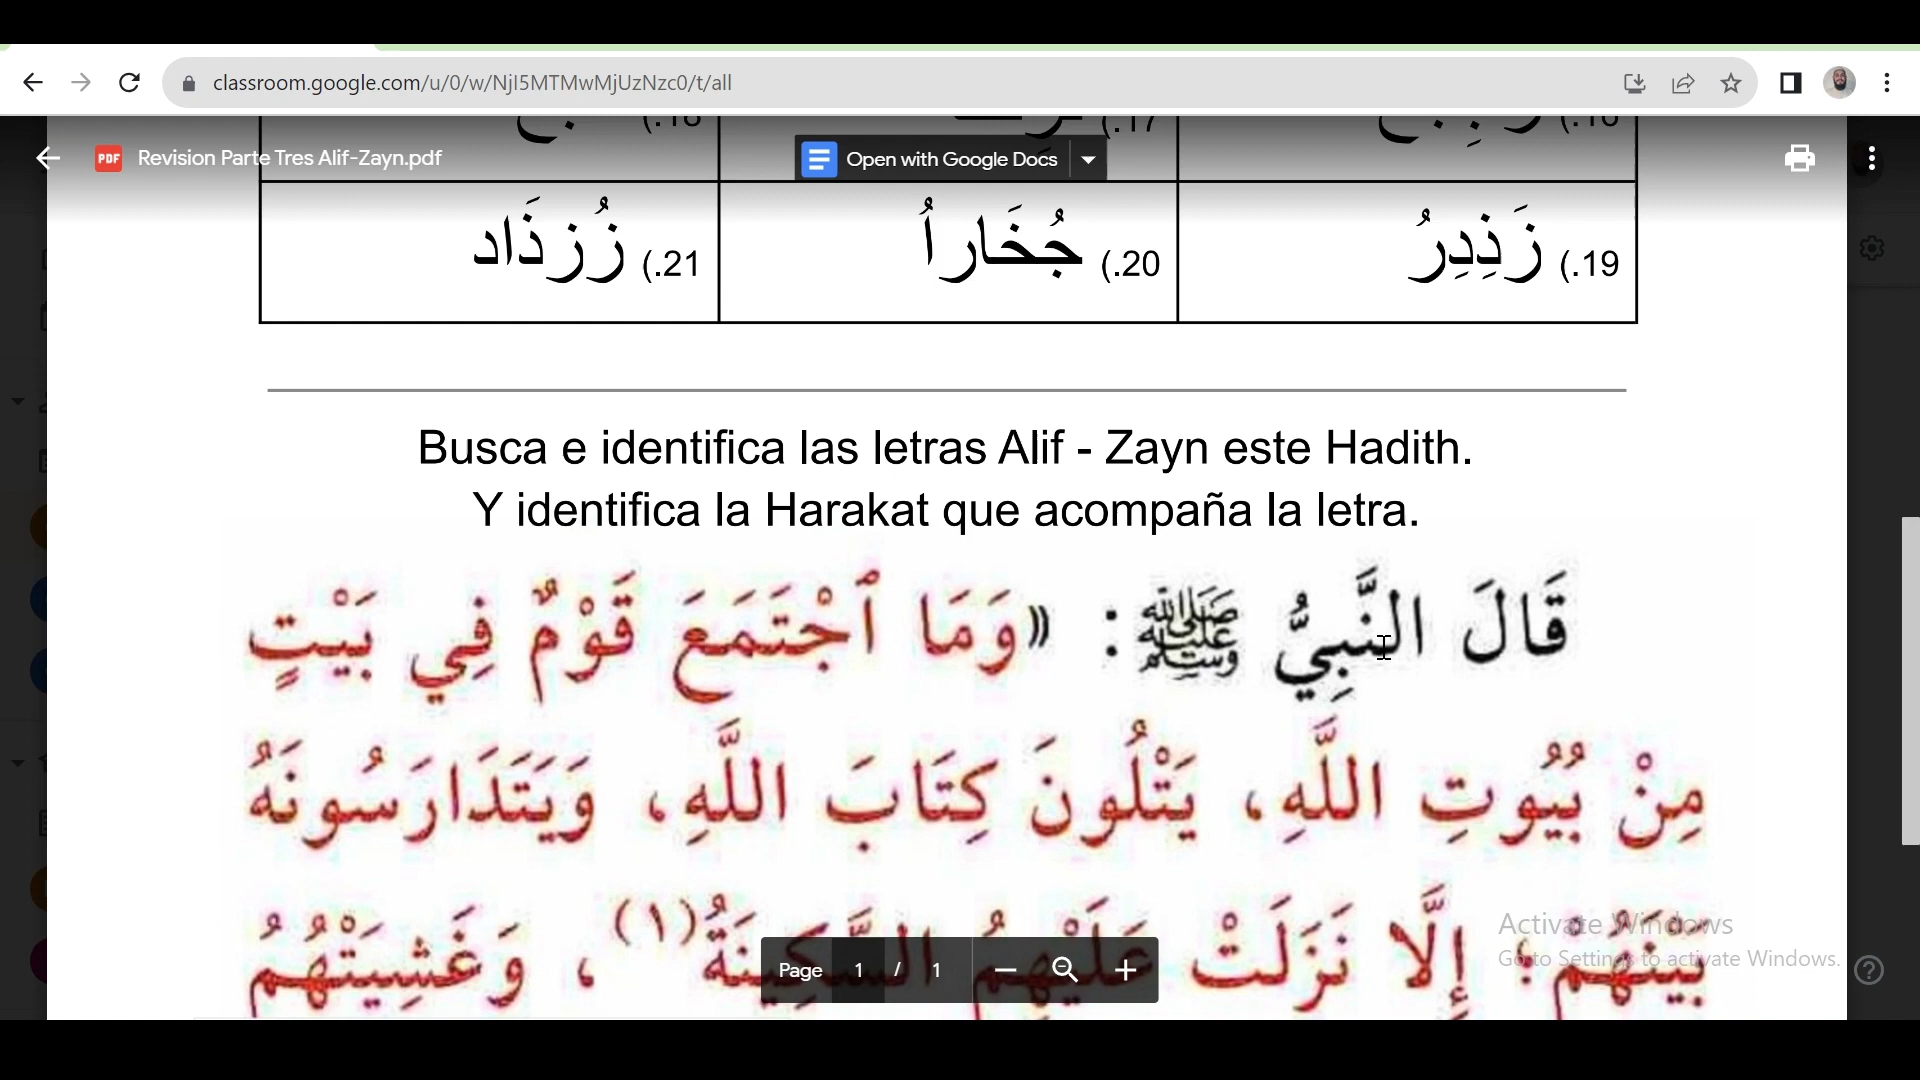 classroom.google.com/u/0/w/NjI5MTMwMjUzNzc0/t/all
PDF Revision Parte Tres Alif-Zayn.pdf
Open with Google Docs
19.) زَذِدِرُ
20.) جُخَاراُ
21.) زُزذَاد
Busca e identifica las letras Alif - Zayn este Hadith.
Y identifica la Harakat que acompaña la letra.
قَالَ النَّبِيُّ ﷺ : «وَمَا ٱجْتَمَعَ قَوْمٌ فِي بَيْتٍ
مِنْ بُيُوتِ اللَّهِ، يَتْلُونَ كِتَابَ اللَّهِ، وَيَتَدَارَسُونَهُ
بَيْنَهُمْ؛ إِلَّا نَزَلَتْ عَلَيْهِمُ السَّكِينَةُ(١)، وَغَشِيَتْهُمُ
Page 1 / 1
Activate Windows
Go to Settings to activate Windows.